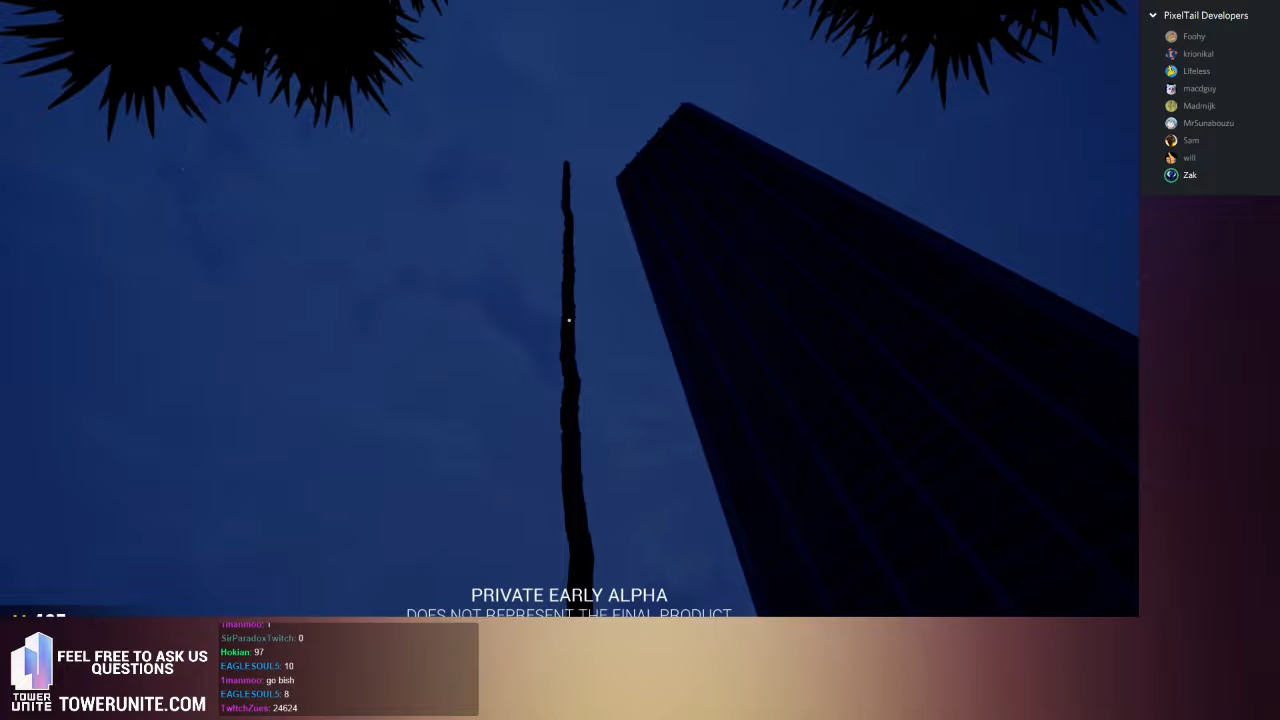 PixelTail Developers
Foohy
krionikal
Lifeless
macdguy
Madmijk
MrSunabouzu
Sam
will
Zak
PRIVATE EARLY ALPHA
DOES NOT REPRESENT THE FINAL PRODUCT
FEEL FREE TO ASK US
QUESTIONS
TOWER
UNITE
TOWERUNITE.COM
1manmoo: 1
SirParadoxTwitch: 0
Hokian: 97
EAGLESOUL5: 10
1manmoo: go bish
EAGLESOUL5: 8
TwitchZues: 24624